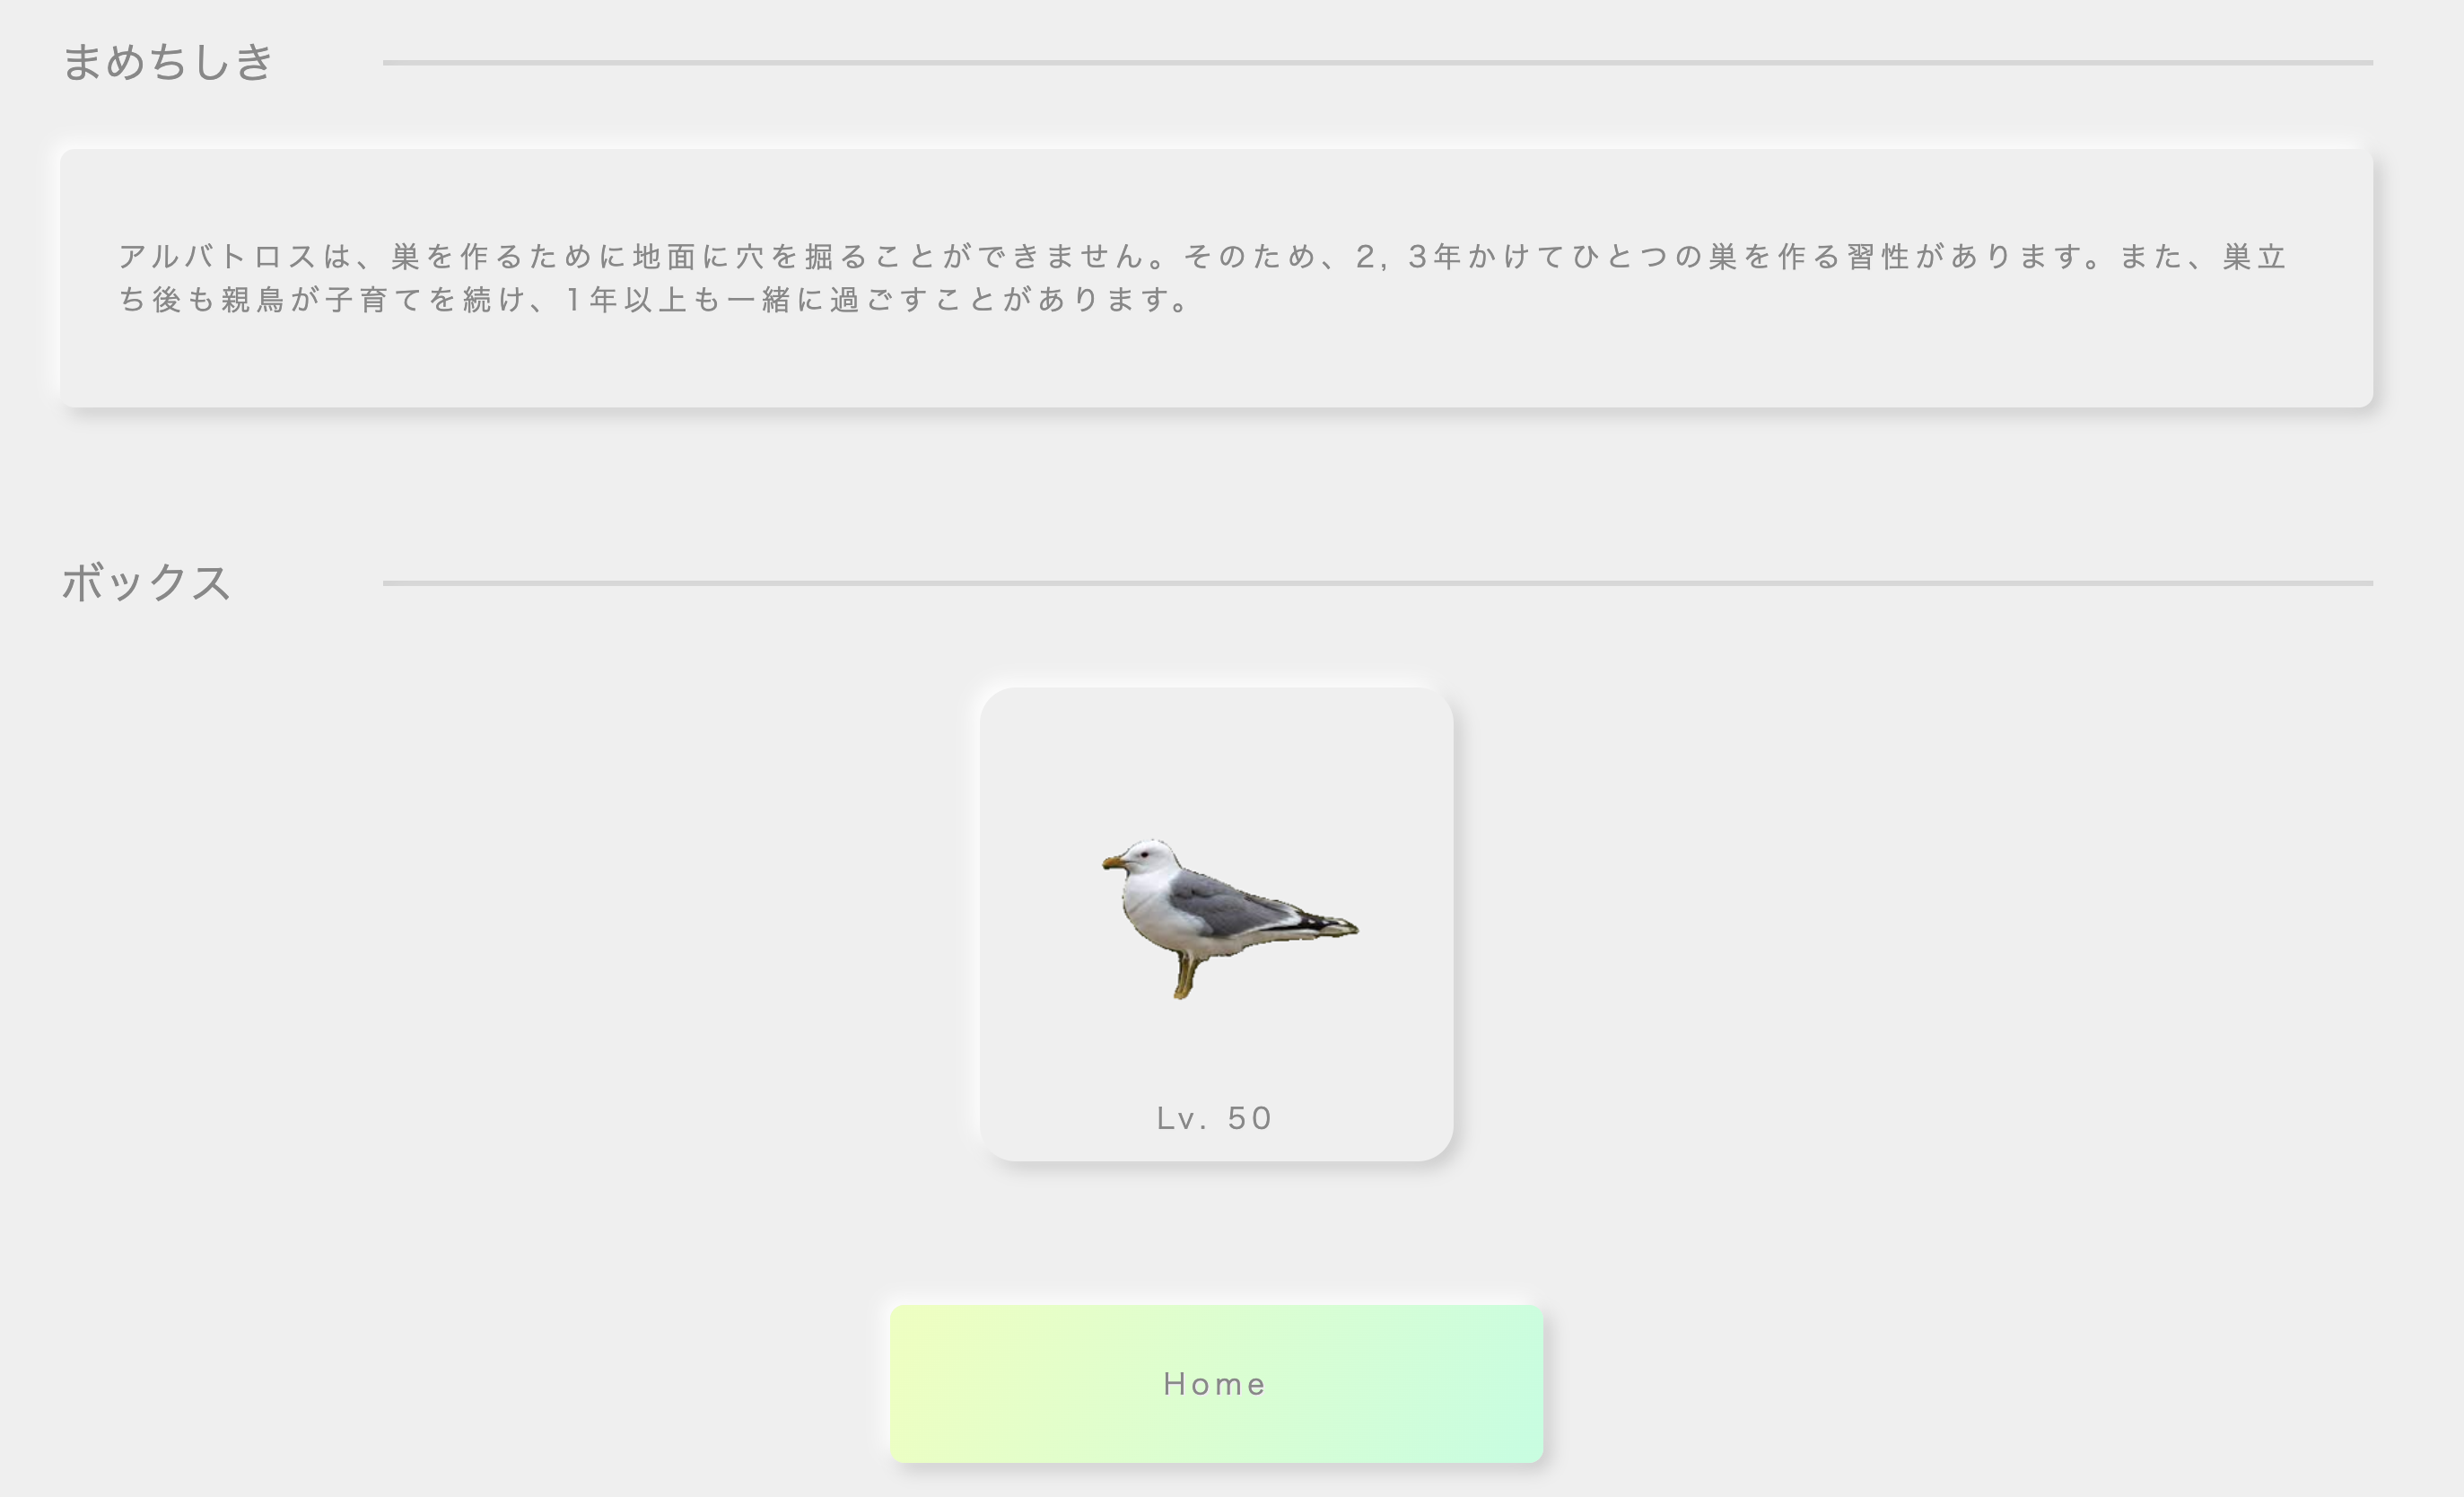 まめちしき
アルバトロスは、巣を作るために地面に穴を掘ることができません。そのため、2, 3年かけてひとつの巣を作る習性があります。また、巣立
ち後も親鳥が子育てを続け、1年以上も一緒に過ごすことがあります。
ボックス
Lv. 50
Home